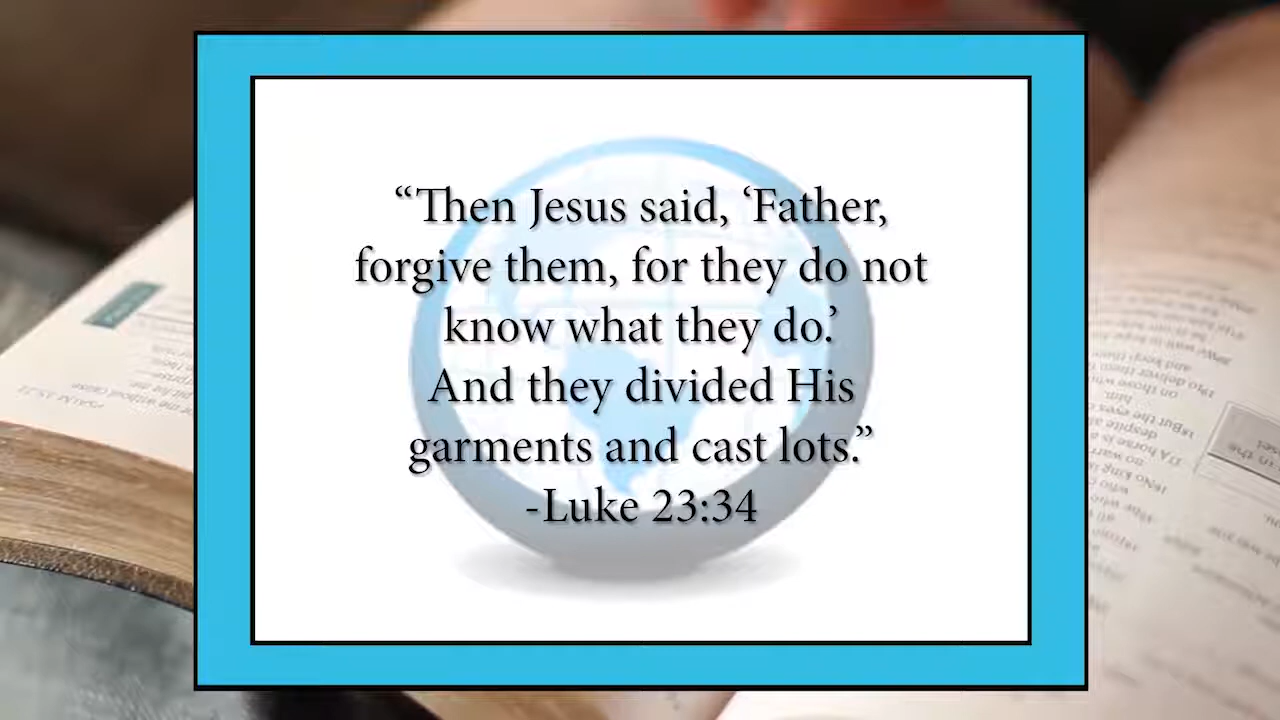 “Then Jesus said, ‘Father,
forgive them, for they do not
know what they do.’
And they divided His
garments and cast lots.”
-Luke 23:34